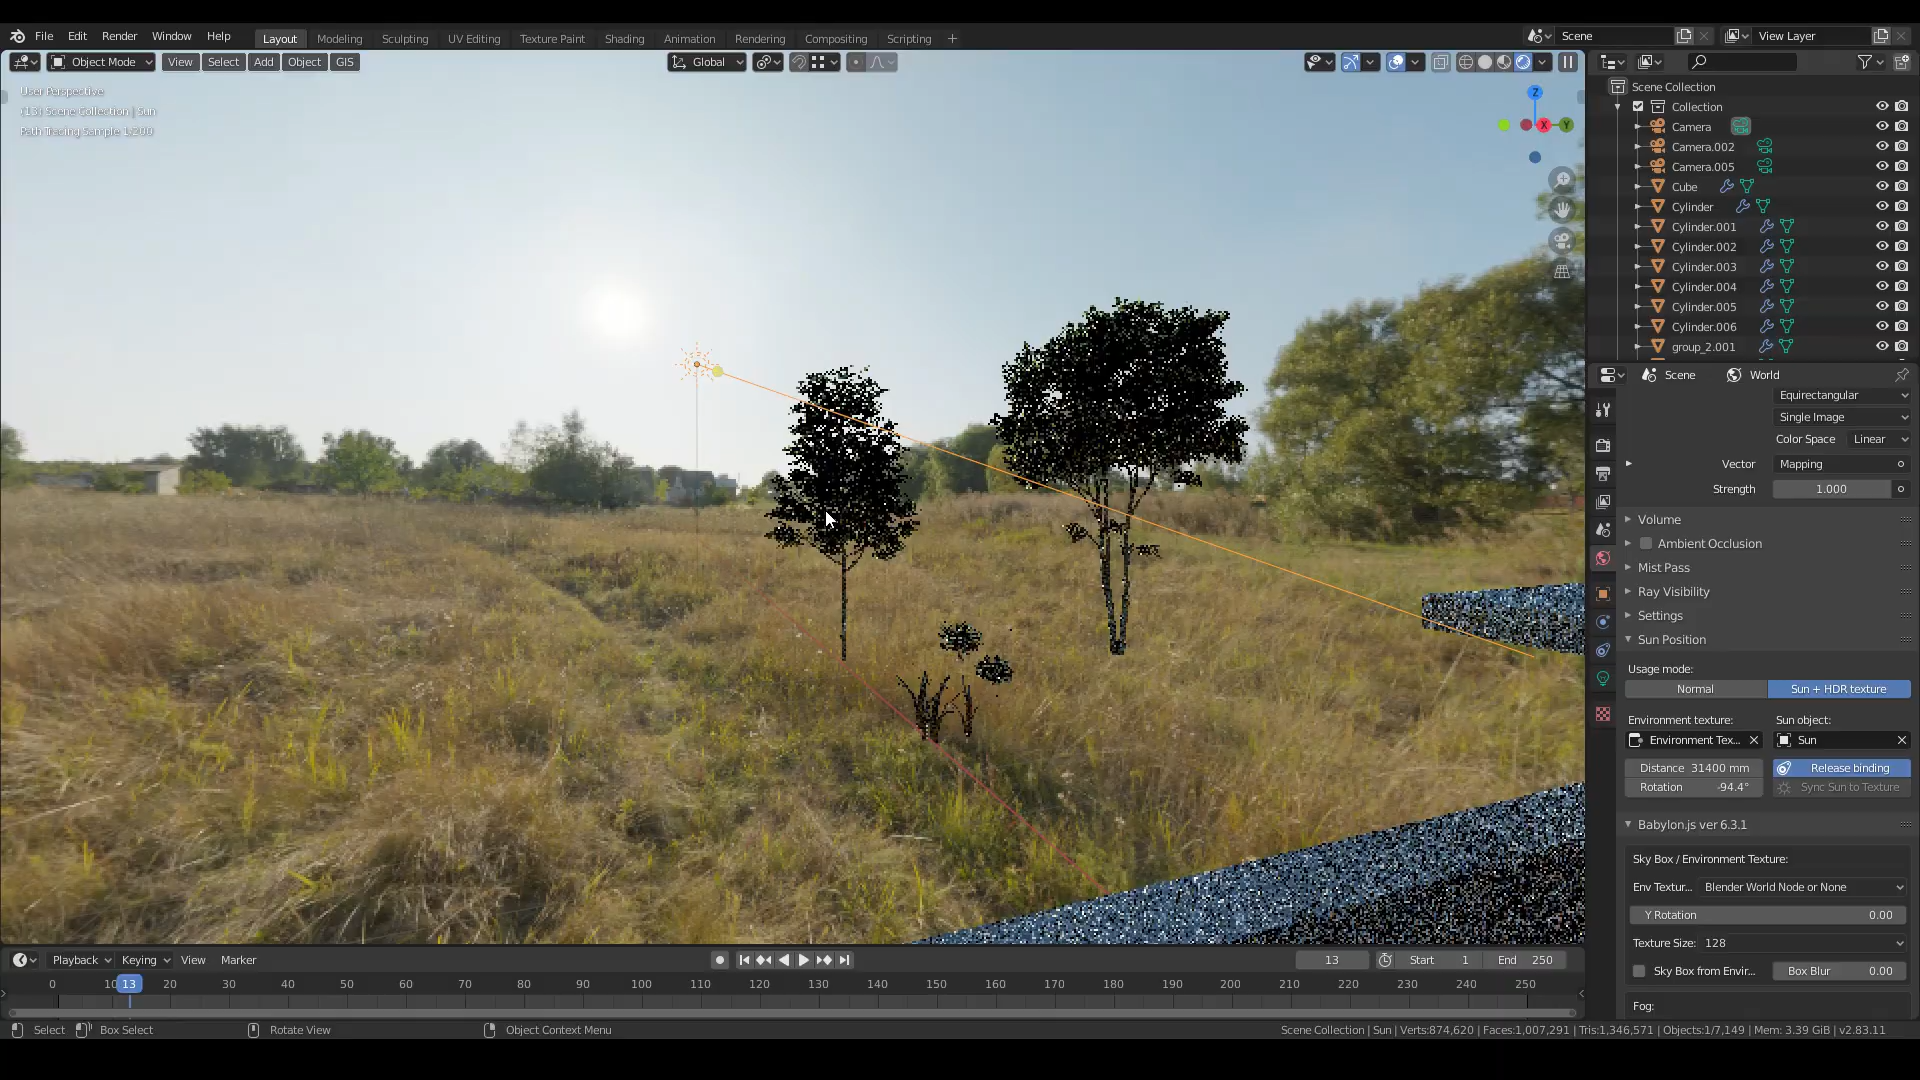 File Edit Render Window Help Layout Modeling Sculpting UV Editing Texture Paint Shading Animation Rendering Compositing Scripting + Scene View Layer
Object Mode View Select Add Object GIS Global
User Perspective
(13) Scene Collection | Sun
Path Tracing Sample 1/200
Z
X Y
Scene Collection
Collection
Camera
Camera.002
Camera.005
Cube
Cylinder
Cylinder.001
Cylinder.002
Cylinder.003
Cylinder.004
Cylinder.005
Cylinder.006
group_2.001
Scene World
Equirectangular
Single Image
Color Space Linear
Vector Mapping
Strength 1.000
Volume
Ambient Occlusion
Mist Pass
Ray Visibility
Settings
Sun Position
Usage mode:
Normal Sun + HDR texture
Environment texture: Sun object:
Environment Tex... Sun
Distance 31400 mm Release binding
Rotation -94.4° Sync Sun to Texture
Babylon.js ver 6.3.1
Sky Box / Environment Texture:
Env Textur... Blender World Node or None
Y Rotation 0.00
Texture Size: 128
Sky Box from Envir... Box Blur 0.00
Fog:
Playback Keying View Marker 13 Start 1 End 250
0 10 13 20 30 40 50 60 70 80 90 100 110 120 130 140 150 160 170 180 190 200 210 220 230 240 250
Select Box Select Rotate View Object Context Menu Scene Collection | Sun | Verts:874,620 | Faces:1,007,291 | Tris:1,346,571 | Objects:1/7,149 | Mem: 3.39 GiB | v2.83.11